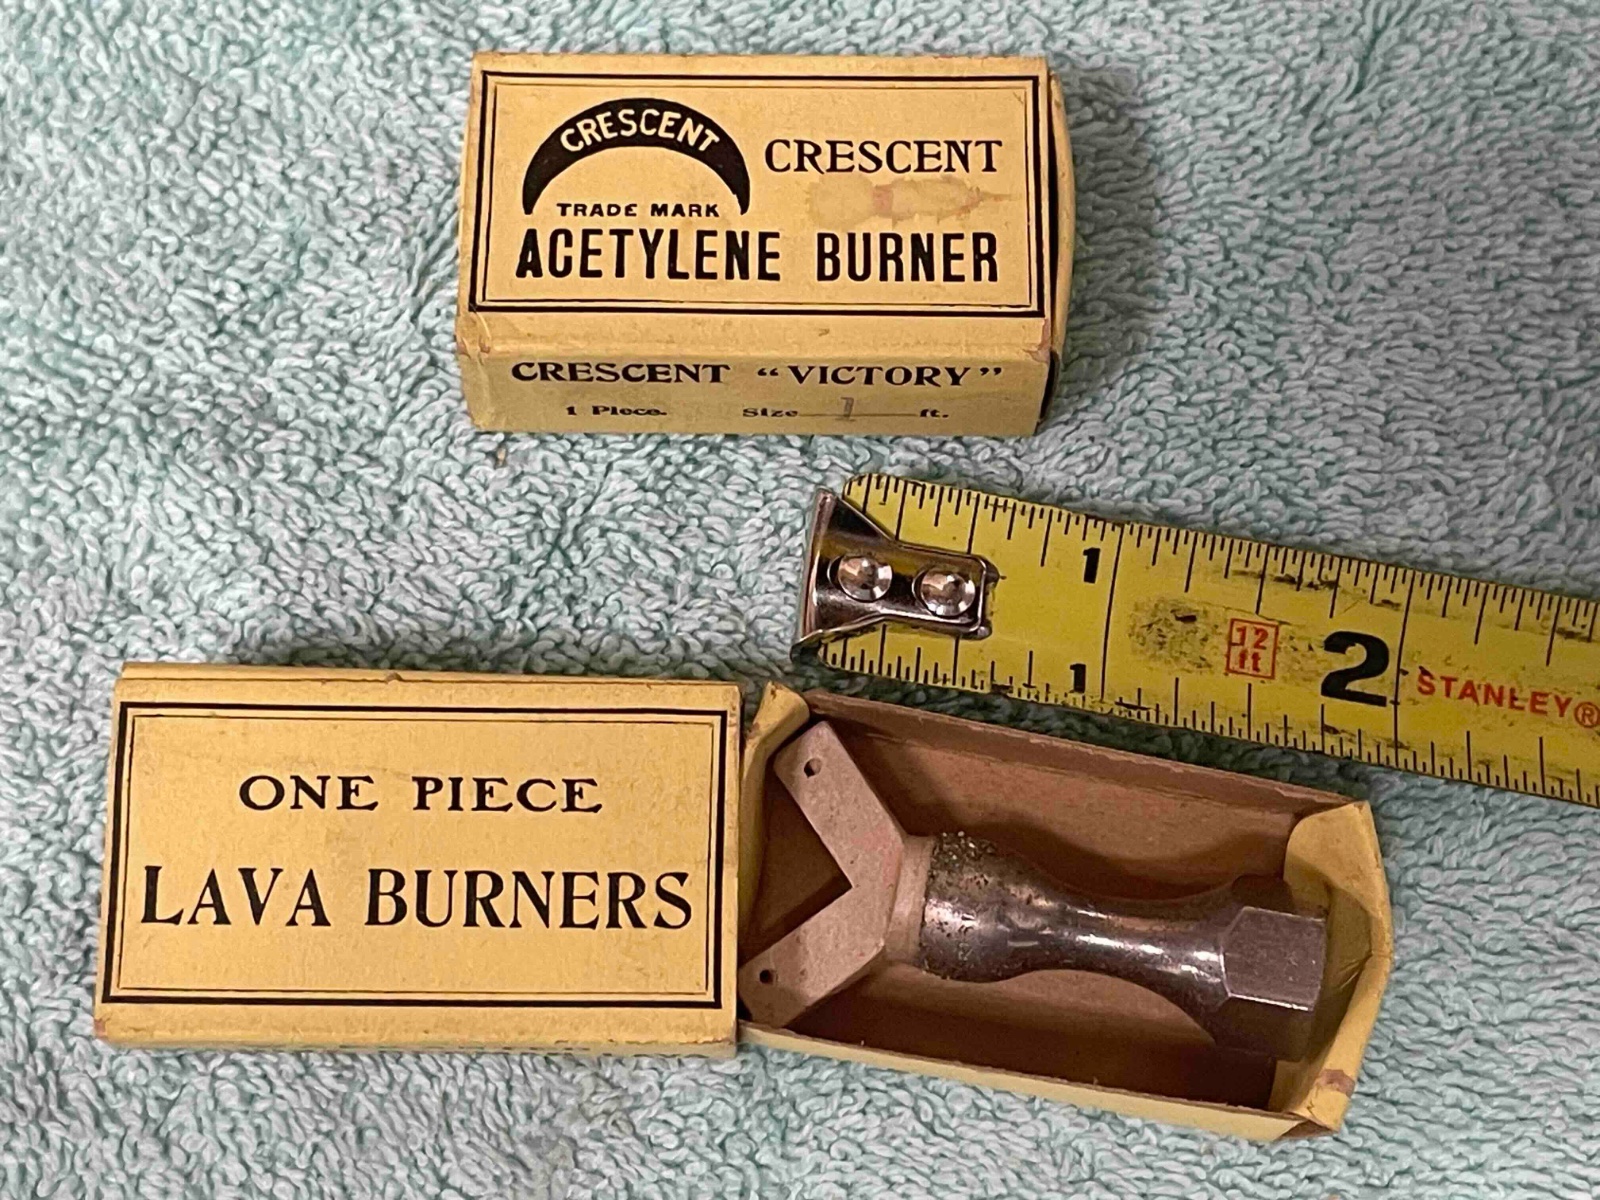 CRESCENT
CRESCENT
TRADE MARK
ACETYLENE BURNER
CRESCENT "VICTORY"
1 Piece. Size 1 ft.
1
12
ft
2
STANLEY®
1
ONE PIECE
LAVA BURNERS